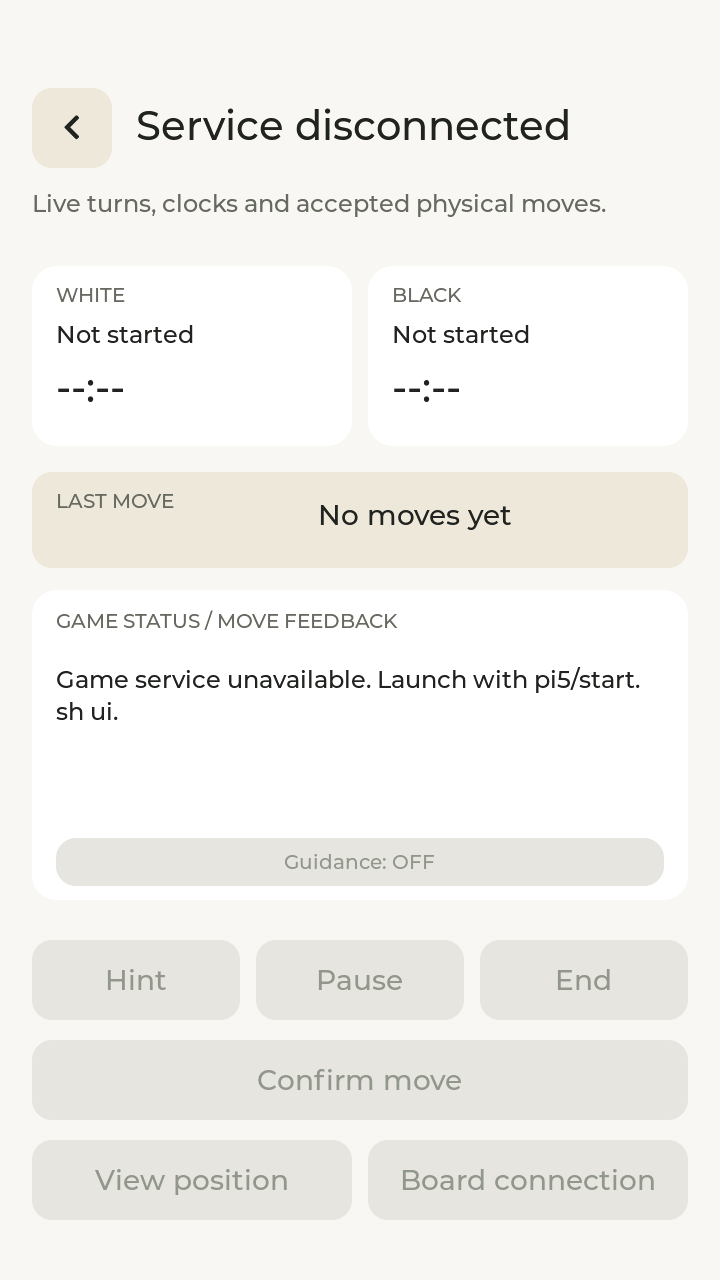 Service disconnected
Live turns, clocks and accepted physical moves.
WHITE
Not started
--:--
BLACK
Not started
--:--
LAST MOVE
No moves yet
GAME STATUS / MOVE FEEDBACK
Game service unavailable. Launch with pi5/start.
sh ui.
Guidance: OFF
Hint
Pause
End
Confirm move
View position
Board connection